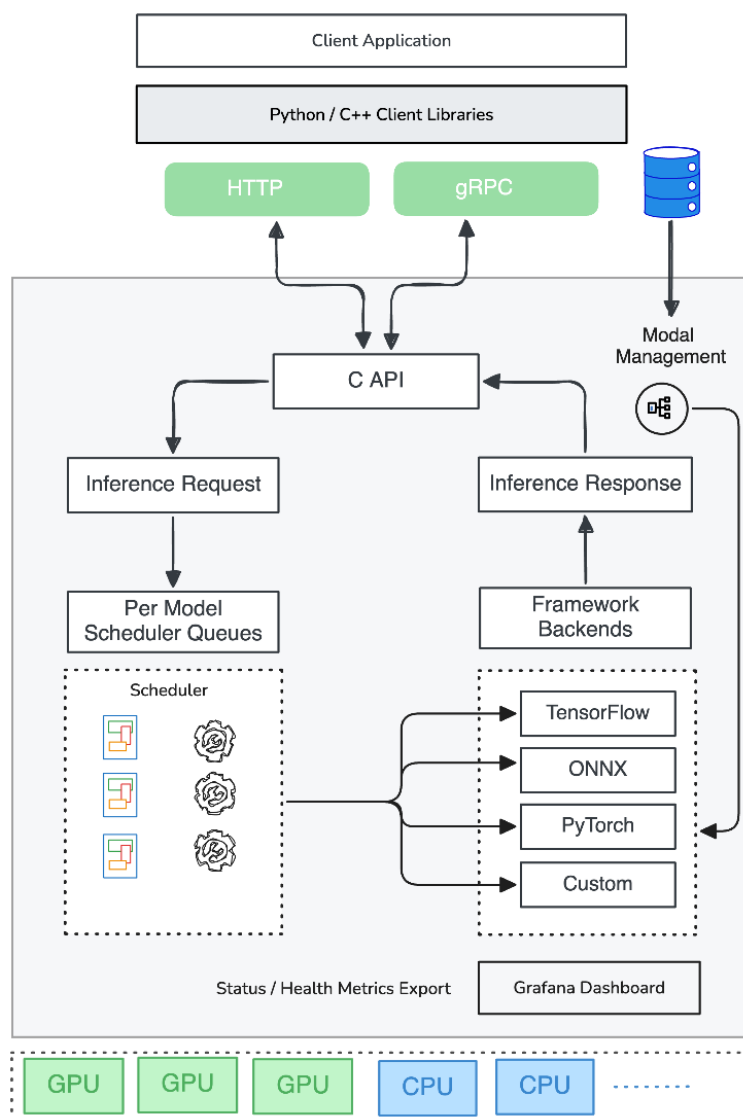 Client Application
Python / C++ Client Libraries
HTTP
gRPC
Modal
Management
C API
Inference Request
Inference Response
Per Model
Scheduler Queues
Framework
Backends
Scheduler
TensorFlow
ONNX
PyTorch
Custom
Status / Health Metrics Export
Grafana Dashboard
GPU
GPU
GPU
CPU
CPU